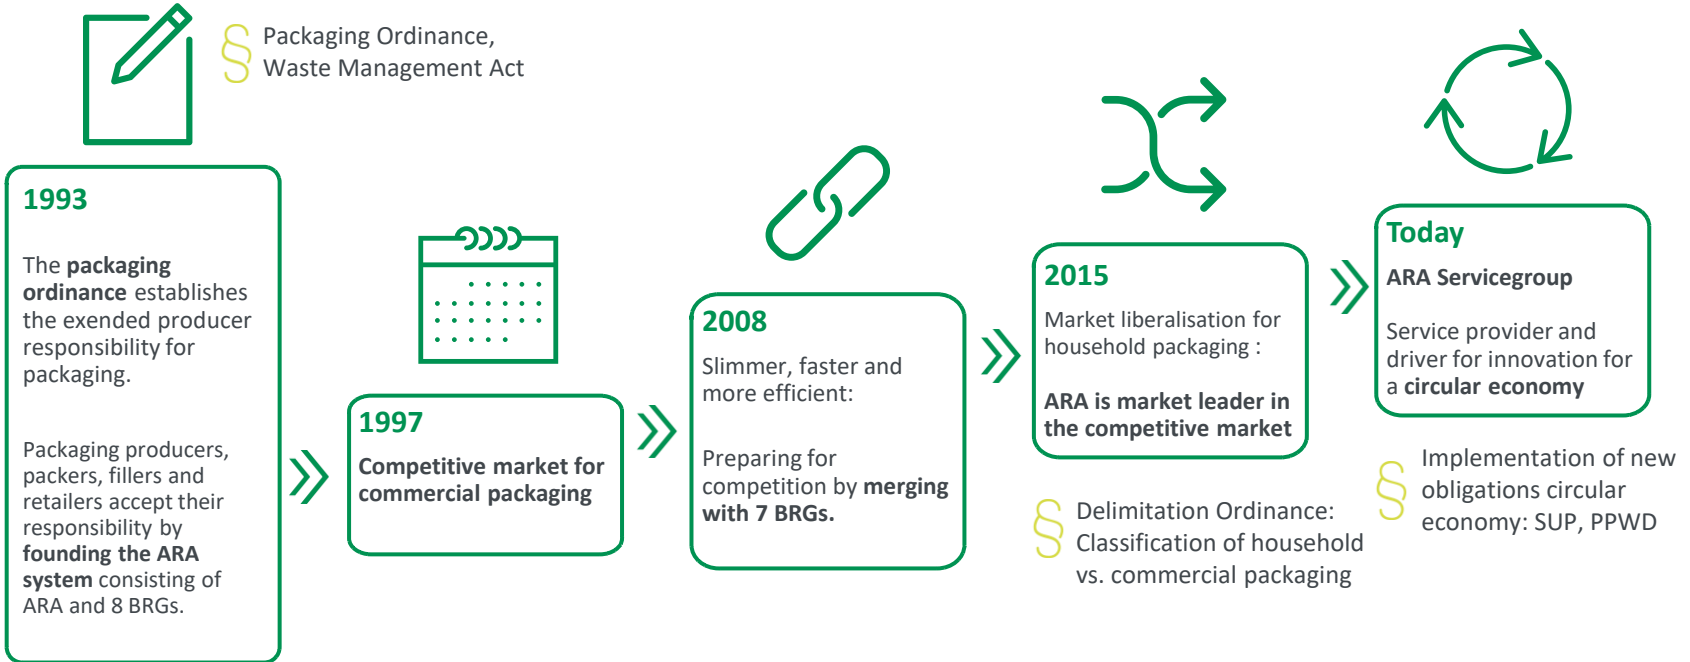 § Packaging Ordinance,
Waste Management Act
1993
The packaging
ordinance establishes
the exended producer
responsibility for
packaging.
Packaging producers,
packers, fillers and
retailers accept their
responsibility by
founding the ARA
system consisting of
ARA and 8 BRGs.
1997
Competitive market for
commercial packaging
2008
Slimmer, faster and
more efficient:
Preparing for
competition by merging
with 7 BRGs.
2015
Market liberalisation for
household packaging :
ARA is market leader in
the competitive market
§ Delimitation Ordinance:
Classification of household
vs. commercial packaging
Today
ARA Servicegroup
Service provider and
driver for innovation for
a circular economy
§ Implementation of new
obligations circular
economy: SUP, PPWD